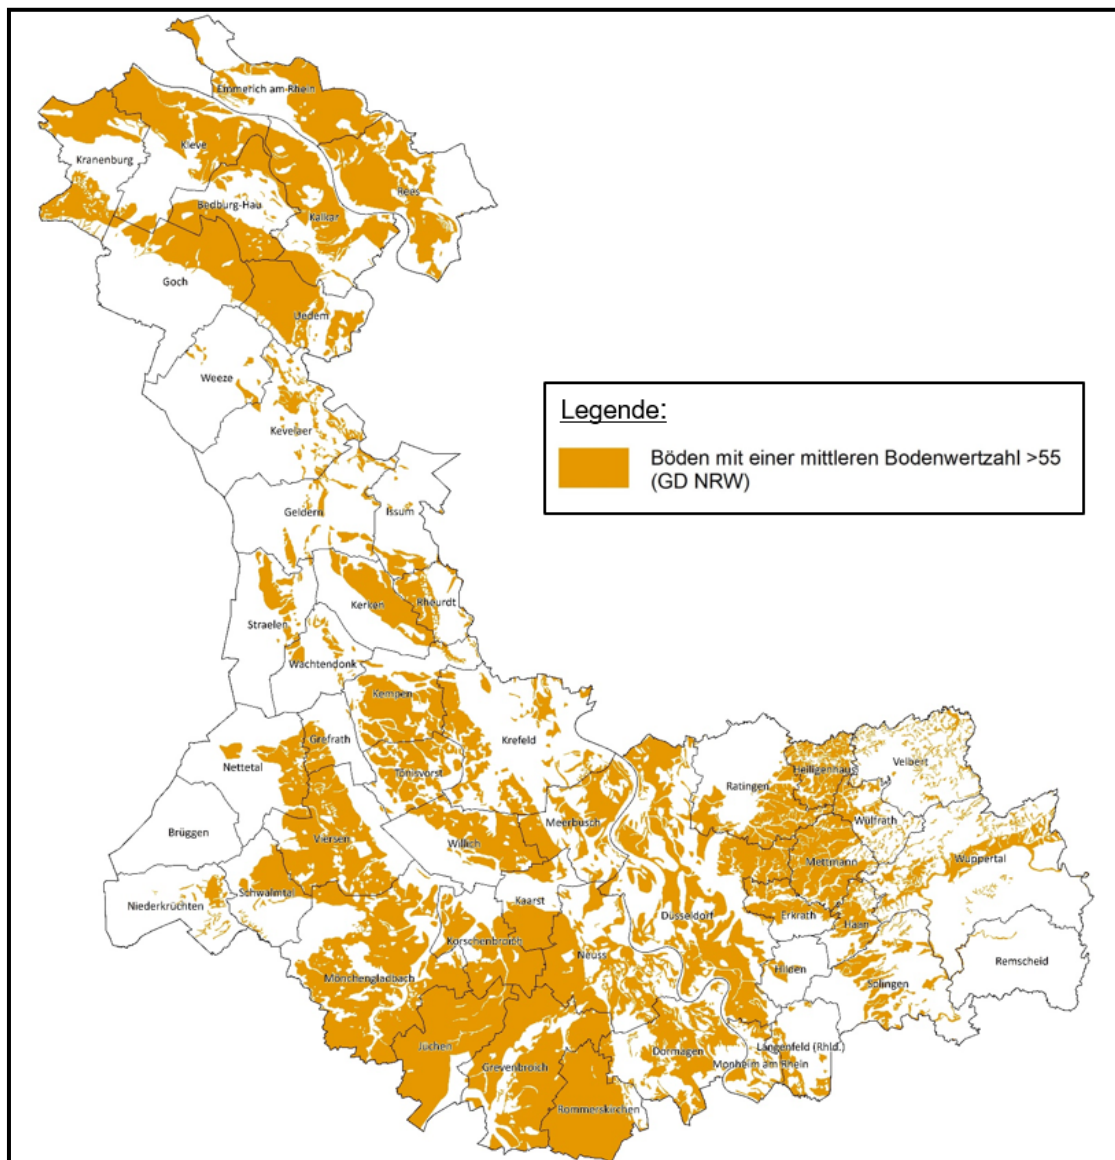 Emmerich am-Rhein
Kleve
Kranenburg
Rees
Bedburg-Hau
Kalkar
Goch
Uedem
Weeze
Kevelaer
Legende:
Böden mit einer mittleren Bodenwertzahl >55
(GD NRW)
Geldern
Issum
Kerken
Rheurdt
Straelen
Wachtendonk
Kempen
Grefrath
Krefeld
Nettetal
Tönisvorst
Heiligenhaus
Velbert
Ratingen
Brüggen
Viersen
Willich
Meerbusch
Wülfrath
Mettmann
Wuppertal
Schwalmtal
Niederkrüchten
Kaarst
Düsseldorf
Erkrath
Haan
Korschenbroich
Neuss
Remscheid
Mönchengladbach
Hilden
Solingen
Jüchen
Dormagen
Langenfeld (Rhld.)
Grevenbroich
Monheim am Rhein
Rommerskirchen